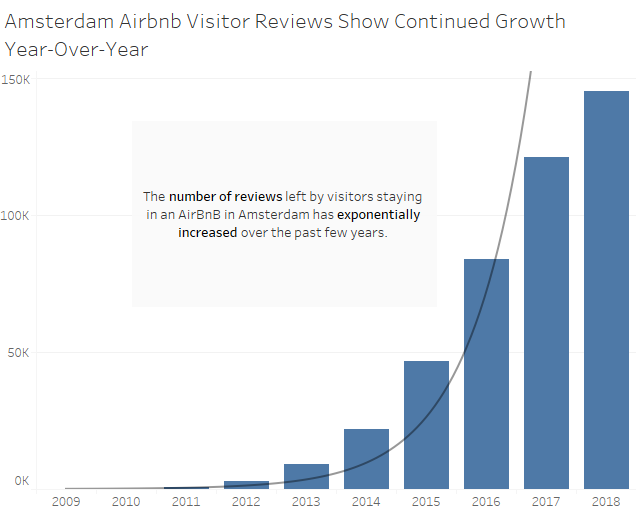 Amsterdam Airbnb Visitor Reviews Show Continued Growth
Year-Over-Year
150K
The number of reviews left by visitors staying
in an AirBnB in Amsterdam has exponentially
increased over the past few years.
100K
50K
0K
2009 2010 2011 2012 2013 2014 2015 2016 2017 2018